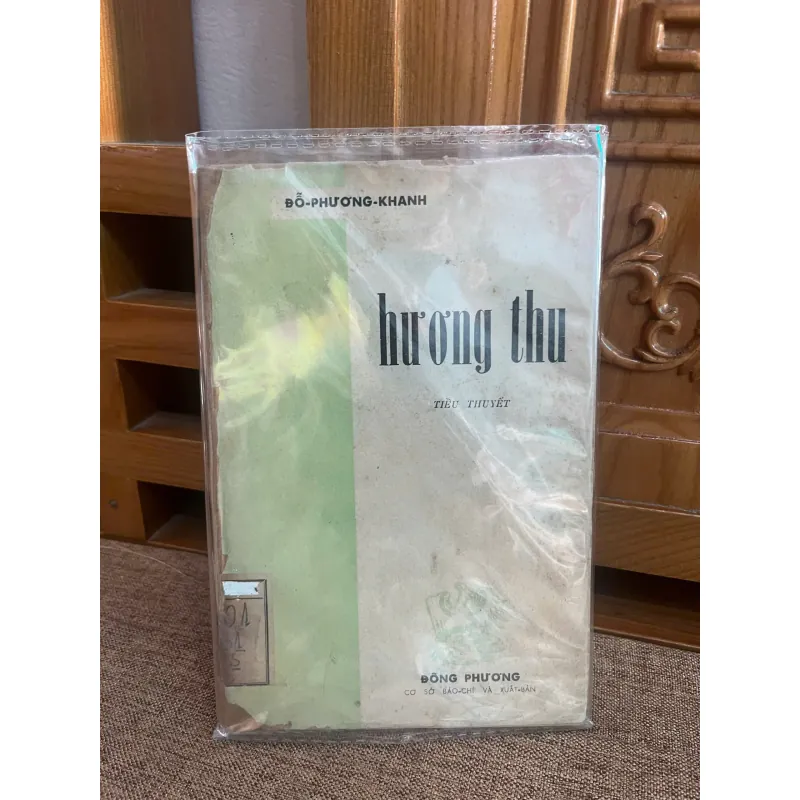 ĐỖ-PHƯƠNG-KHANH
hương thu
TIỂU THUYẾT
ĐÔNG PHƯƠNG
CƠ SỞ BÁO-CHÍ VÀ XUẤT-BẢN